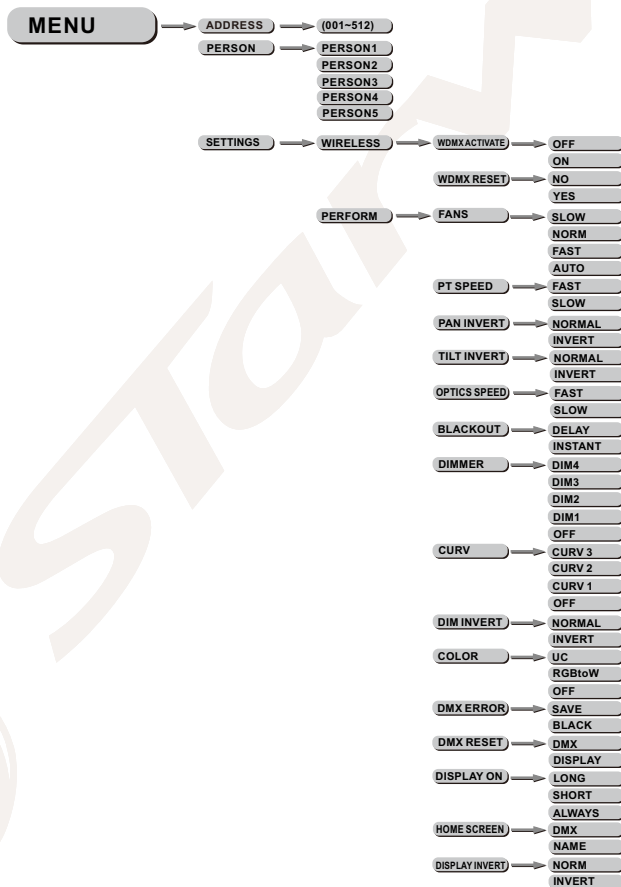 MENU
ADDRESS (001~512)
PERSON PERSON1
PERSON2
PERSON3
PERSON4
PERSON5
SETTINGS WIRELESS WDMX ACTIVATE OFF
ON
WDMX RESET NO
YES
PERFORM FANS SLOW
NORM
FAST
AUTO
PT SPEED FAST
SLOW
PAN INVERT NORMAL
INVERT
TILT INVERT NORMAL
INVERT
OPTICS SPEED FAST
SLOW
BLACKOUT DELAY
INSTANT
DIMMER DIM4
DIM3
DIM2
DIM1
OFF
CURV CURV 3
CURV 2
CURV 1
OFF
DIM INVERT NORMAL
INVERT
COLOR UC
RGBtoW
OFF
DMX ERROR SAVE
BLACK
DMX RESET DMX
DISPLAY
DISPLAY ON LONG
SHORT
ALWAYS
HOME SCREEN DMX
NAME
DISPLAY INVERT NORM
INVERT